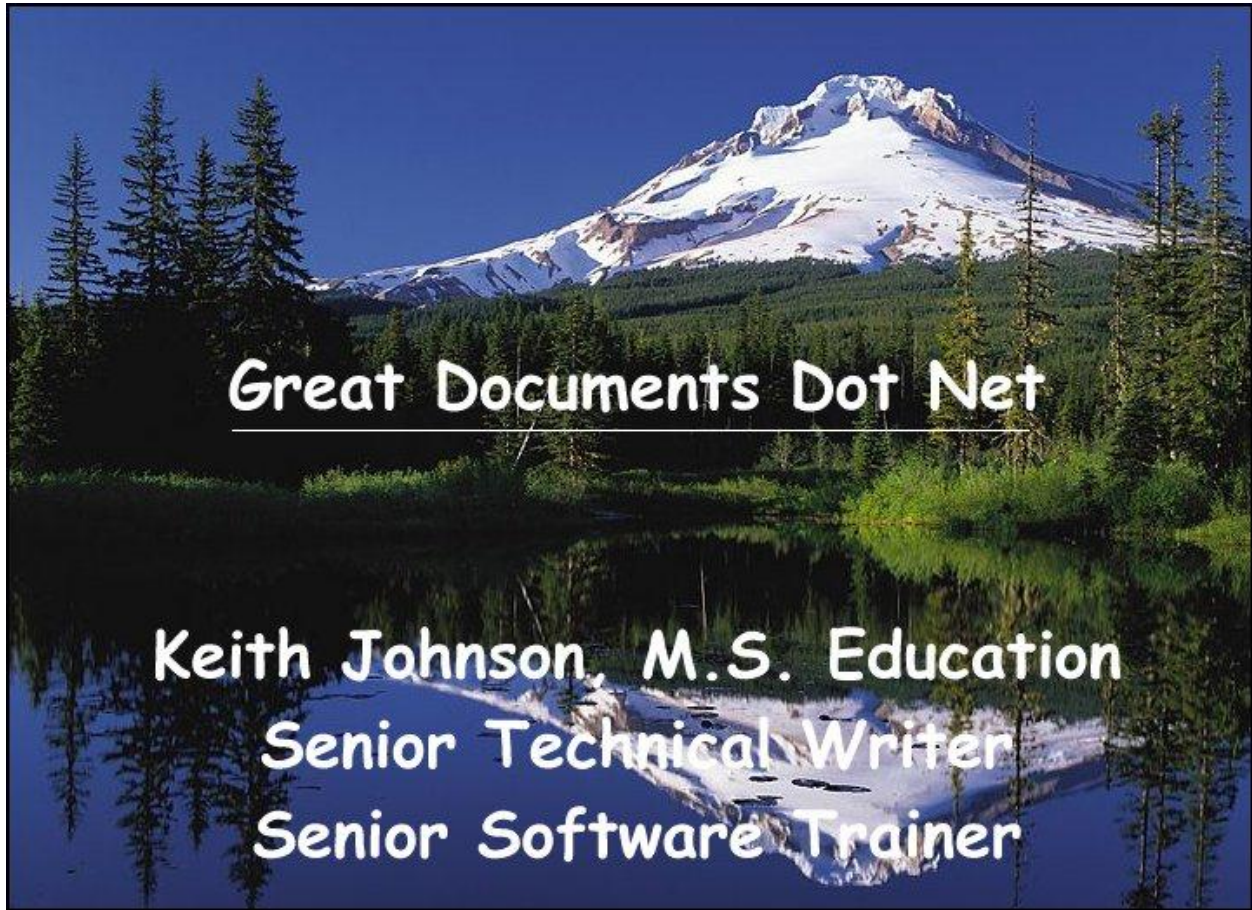 Great Documents Dot Net
Keith Johnson, M.S. Education
Senior Technical Writer
Senior Software Trainer